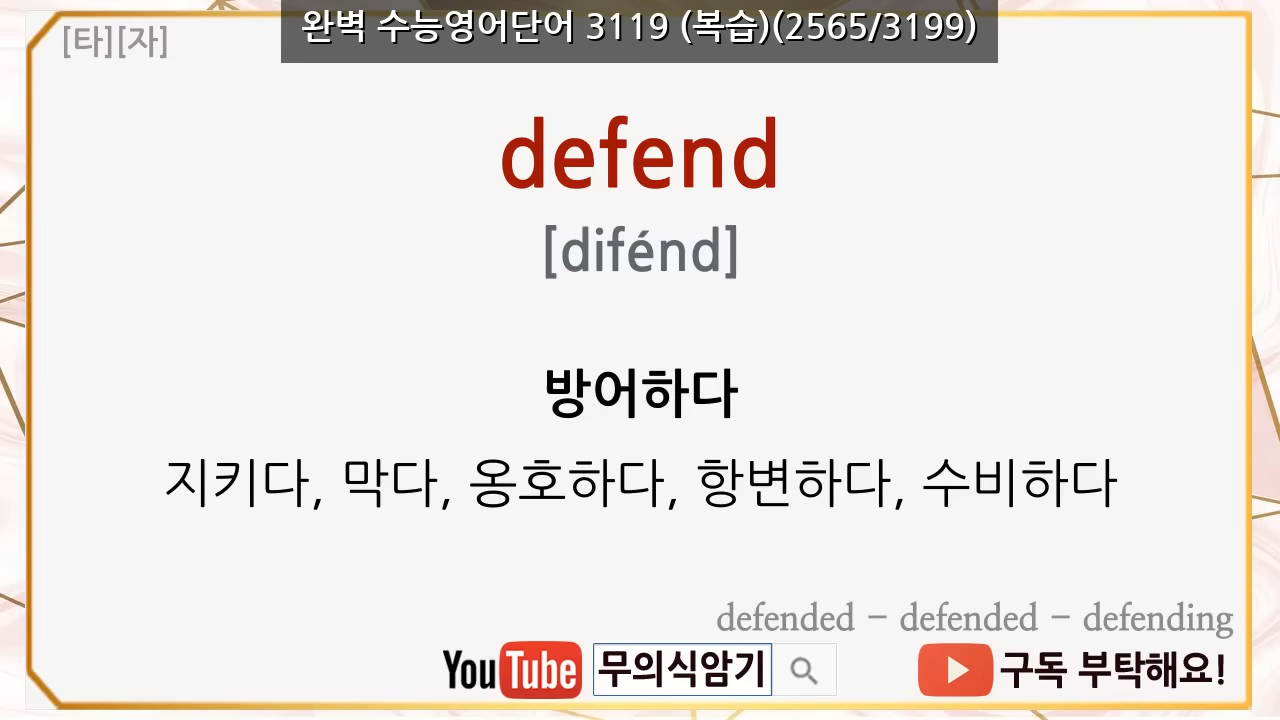 완벽 수능영어단어 3119 (복습)(2565/3199)
[타][자]
defend
[difénd]
방어하다
지키다, 막다, 옹호하다, 항변하다, 수비하다
defended - defended - defending
YouTube 무의식암기 구독 부탁해요!